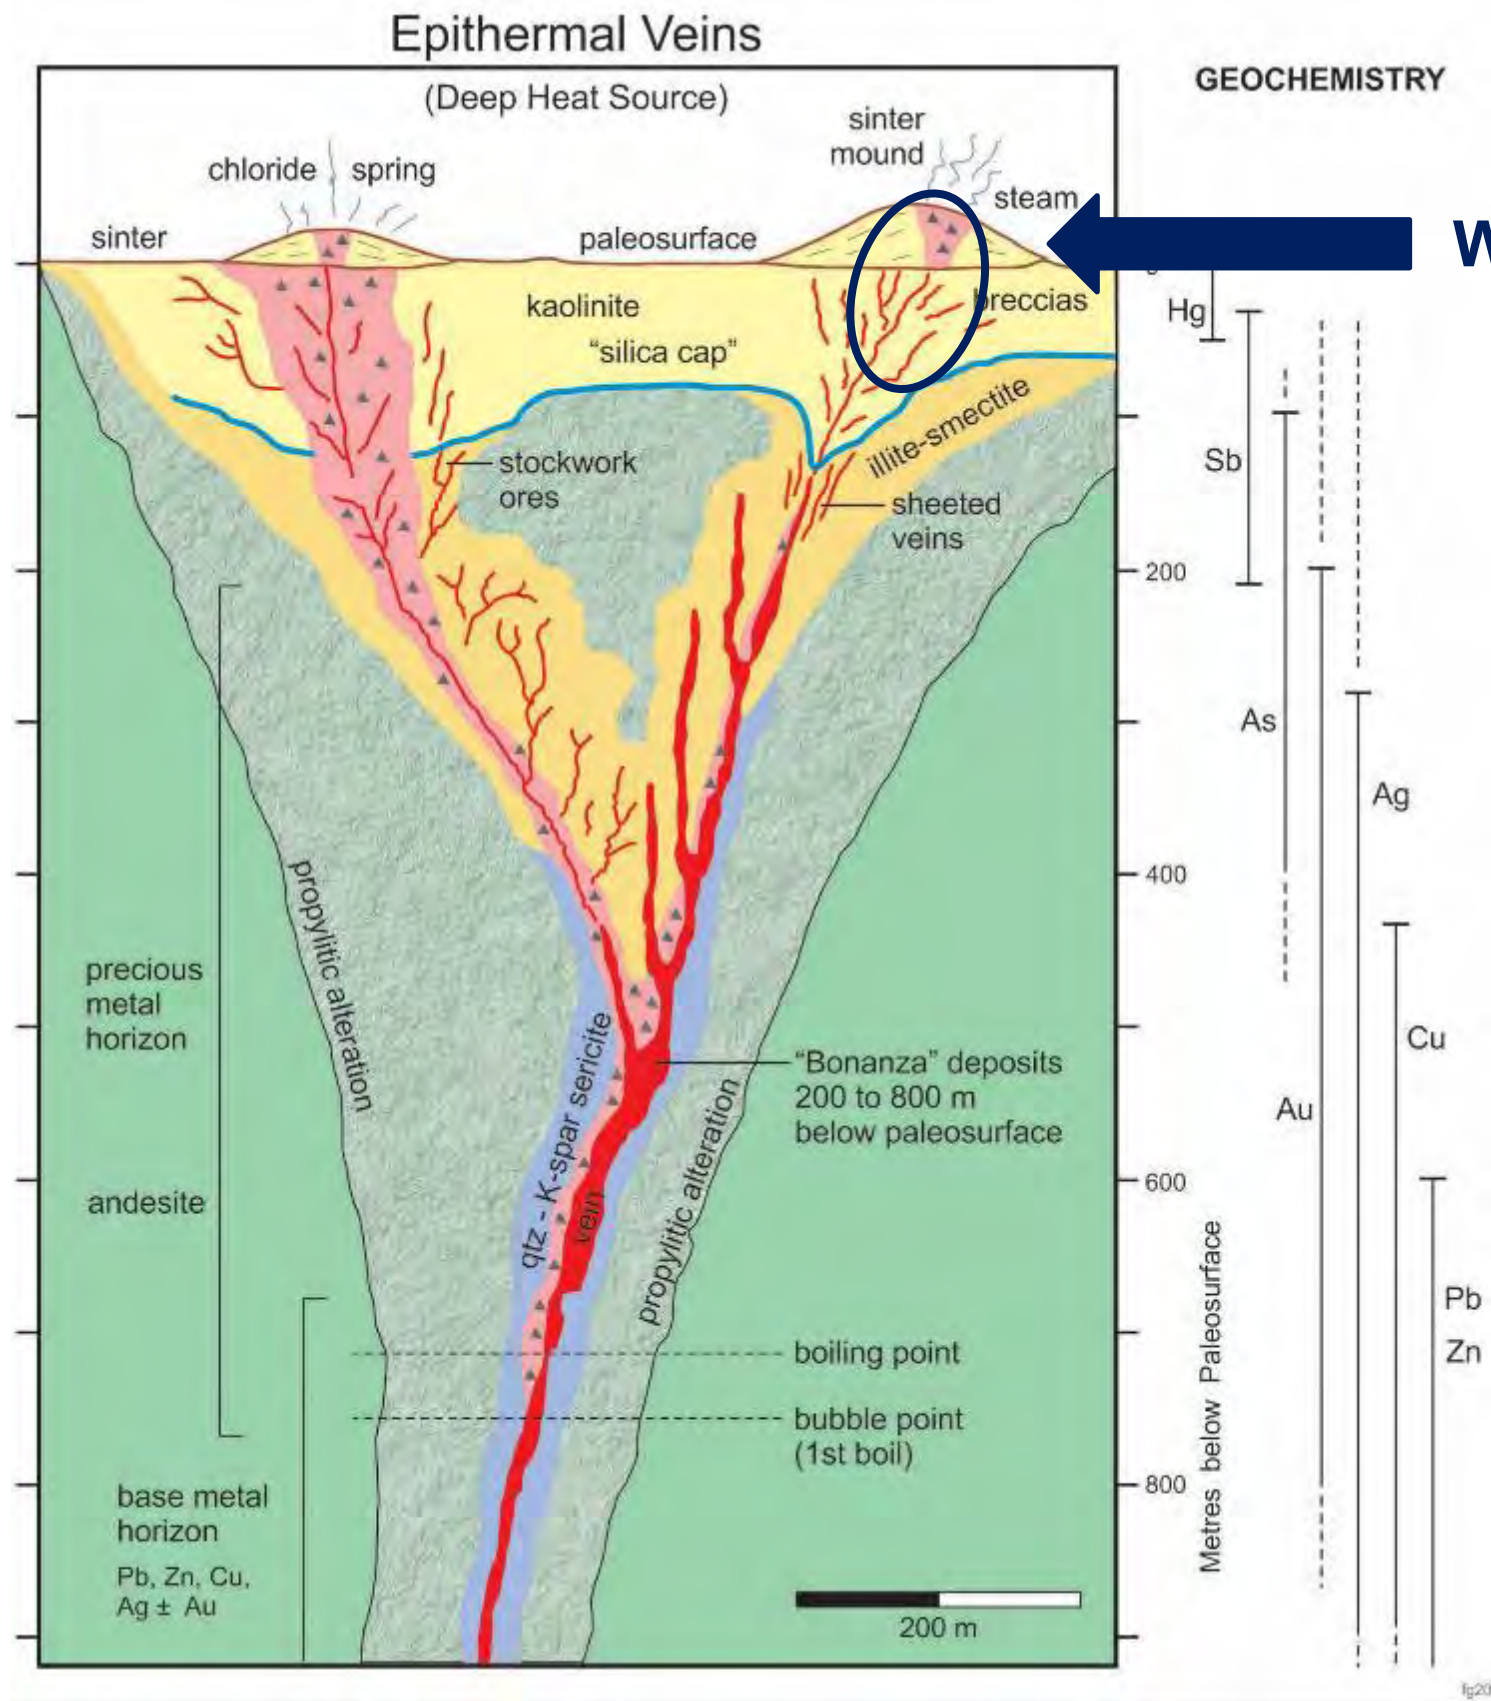 Epithermal Veins
(Deep Heat Source)
GEOCHEMISTRY
sinter
mound
chloride spring
steam
sinter
paleosurface
W
kaolinite
breccias
Hg
"silica cap"
illite-smectite
stockwork
ores
Sb
sheeted
veins
200
As
Ag
400
propylitic alteration
precious
metal
horizon
qtz - K-spar sericite
"Bonanza" deposits
200 to 800 m
below paleosurface
Cu
Au
propylitic alteration
vein
andesite
600
Metres below Paleosurface
Pb
Zn
boiling point
bubble point
(1st boil)
800
base metal
horizon
Pb, Zn, Cu,
Ag ± Au
200 m
fg20